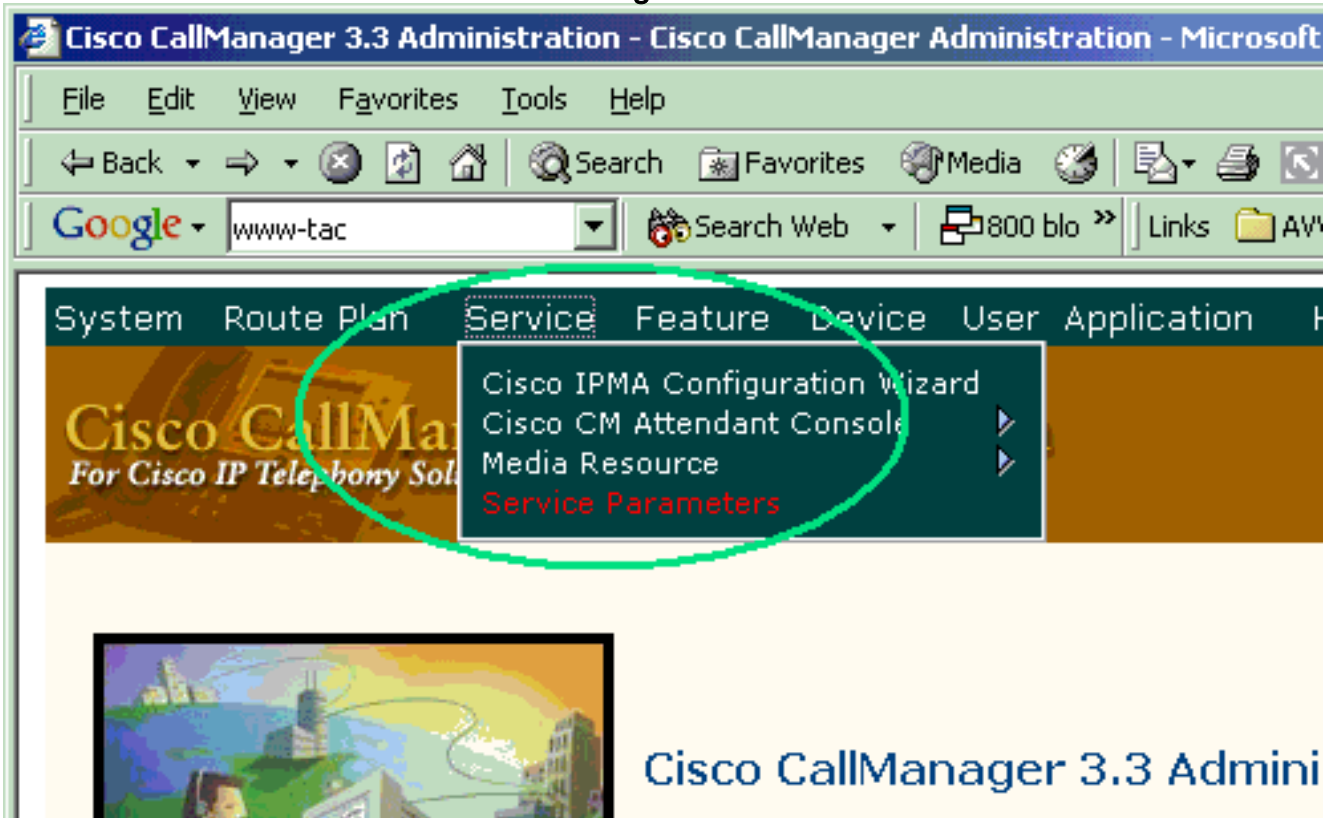 Cisco CallManager 3.3 Administration - Cisco CallManager Administration - Microsoft
File Edit View Favorites Tools Help
Back Search Favorites Media
Google www-tac Search Web 800 blo » Links AVV
System Route Plan Service Feature Device User Application H
Cisco IPMA Configuration Wizard
Cisco CM Attendant Console
Media Resource
Service Parameters
Cisco CallMa
For Cisco IP Telephony Sol
Cisco CallManager 3.3 Admini